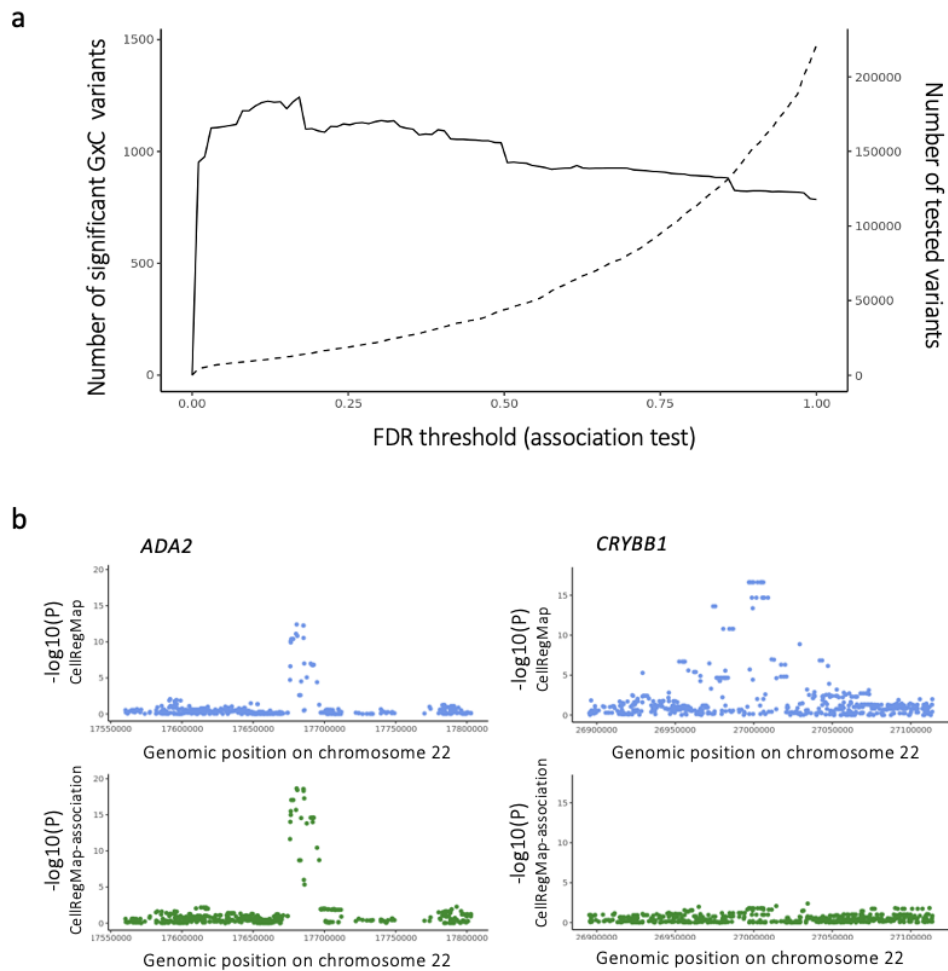 a
Number of significant GxC variants
1500
1000
500
0
200000
150000
100000
50000
0
Number of tested variants
0.00 0.25 0.50 0.75 1.00
FDR threshold (association test)
b
ADA2
-log10(P)
CellRegMap
20
15
10
5
0
17550000 17600000 17650000 17700000 17750000 17800000
Genomic position on chromosome 22
CRYBB1
-log10(P)
CellRegMap
15
10
5
0
26900000 26950000 27000000 27050000 27100000
Genomic position on chromosome 22
-log10(P)
CellRegMap-association
20
15
10
5
0
17550000 17600000 17650000 17700000 17750000 17800000
Genomic position on chromosome 22
-log10(P)
CellRegMap-association
15
10
5
0
26900000 26950000 27000000 27050000 27100000
Genomic position on chromosome 22